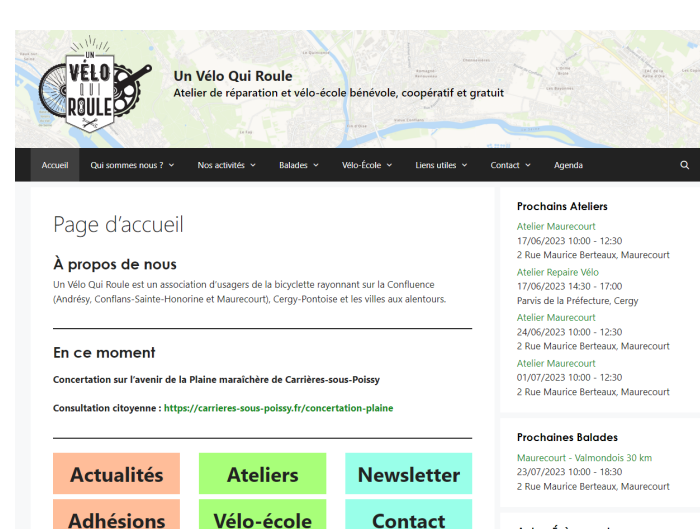 UN
VÉLO
QUI
ROULE
Un Vélo Qui Roule
Atelier de réparation et vélo-école bénévole, coopératif et gratuit
Accueil Qui sommes nous ? Nos activités Balades Vélo-École Liens utiles Contact Agenda
Page d’accueil
À propos de nous
Un Vélo Qui Roule est un association d’usagers de la bicyclette rayonnant sur la Confluence
(Andrésy, Conflans-Sainte-Honorine et Maurecourt), Cergy-Pontoise et les villes aux alentours.
En ce moment
Concertation sur l’avenir de la Plaine maraîchère de Carrières-sous-Poissy
Consultation citoyenne : https://carrieres-sous-poissy.fr/concertation-plaine
Actualités Ateliers Newsletter
Adhésions Vélo-école Contact
Prochains Ateliers
Atelier Maurecourt
17/06/2023 10:00 - 12:30
2 Rue Maurice Berteaux, Maurecourt
Atelier Repaire Vélo
17/06/2023 14:30 - 17:00
Parvis de la Préfecture, Cergy
Atelier Maurecourt
24/06/2023 10:00 - 12:30
2 Rue Maurice Berteaux, Maurecourt
Atelier Maurecourt
01/07/2023 10:00 - 12:30
2 Rue Maurice Berteaux, Maurecourt
Prochaines Balades
Maurecourt - Valmondois 30 km
23/07/2023 10:00 - 18:30
2 Rue Maurice Berteaux, Maurecourt